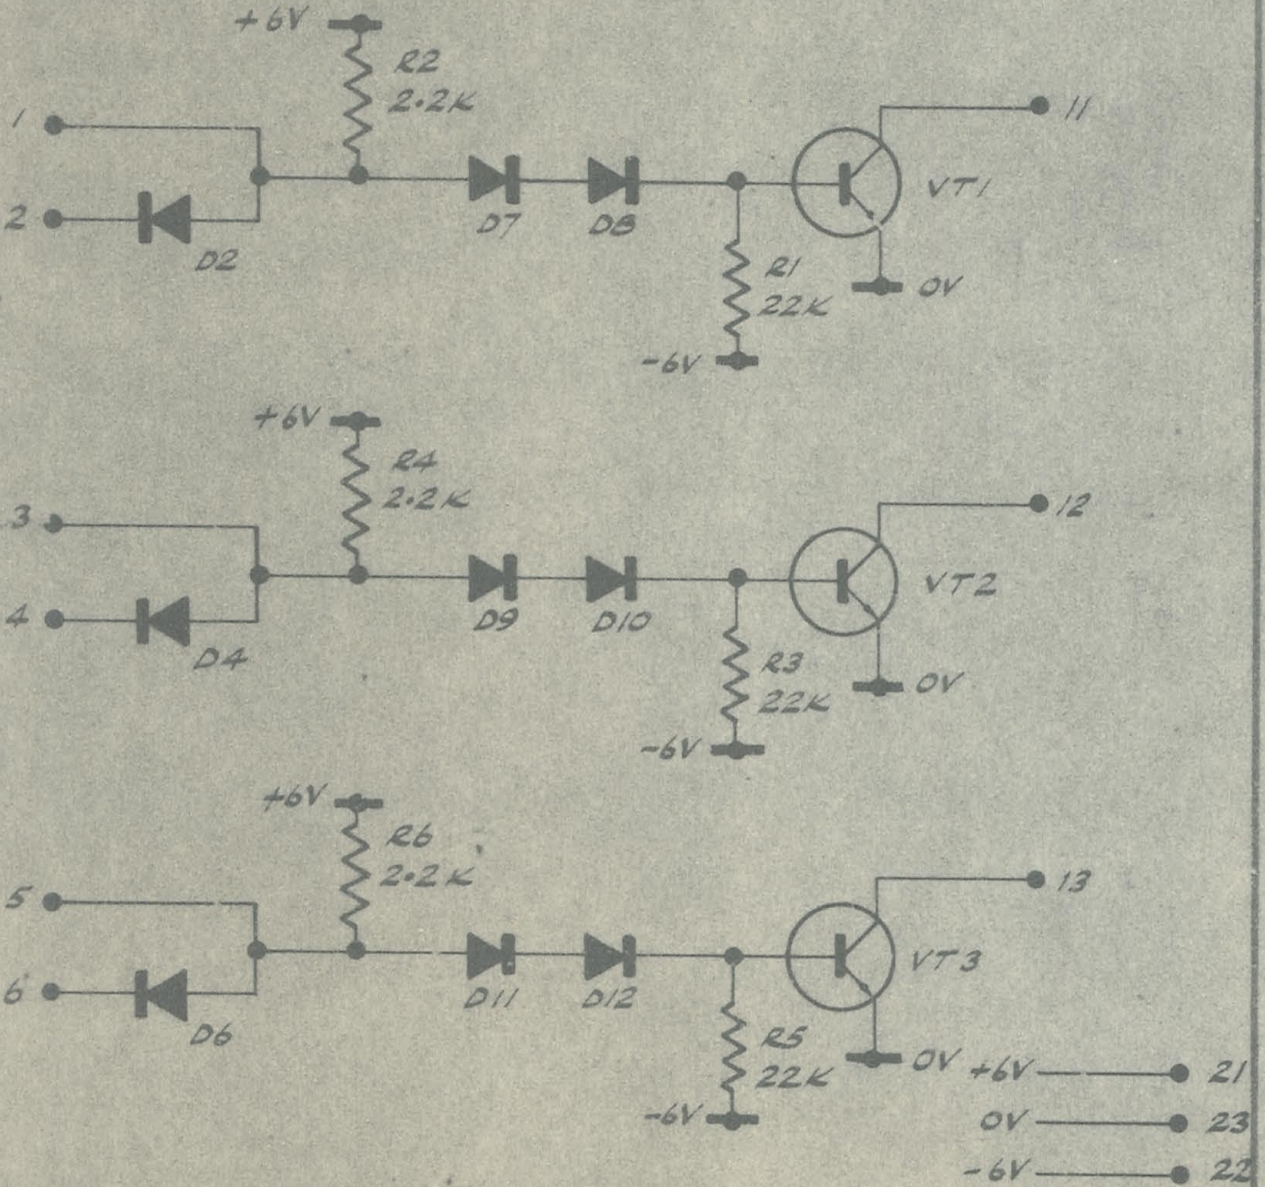 +6V
R2
2.2K
1
11
2
D2
D7
D8
VT1
R1
22K
0V
-6V
+6V
R4
2.2K
3
12
4
D4
D9
D10
VT2
R3
22K
0V
-6V
+6V
R6
2.2K
5
13
6
D6
D11
D12
VT3
R5
22K
0V
-6V
+6V 21
0V 23
-6V 22